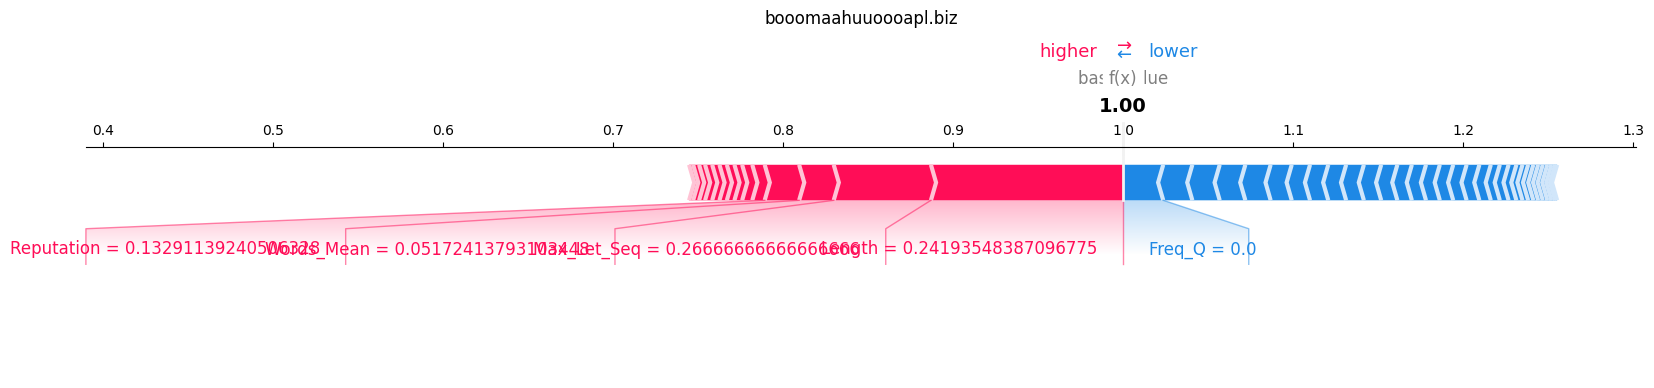 booomaahuuoooapl.biz
higher → ← lower
bas f(x) lue
1.00
0.4 0.5 0.6 0.7 0.8 0.9 1 0 1.1 1.2 1.3
Reputation = 0.13291139240506328 Words_Mean = 0.05172413793103448 Max_Let_Seq = 0.26666666666666666 Length = 0.24193548387096775 Freq_Q = 0.0